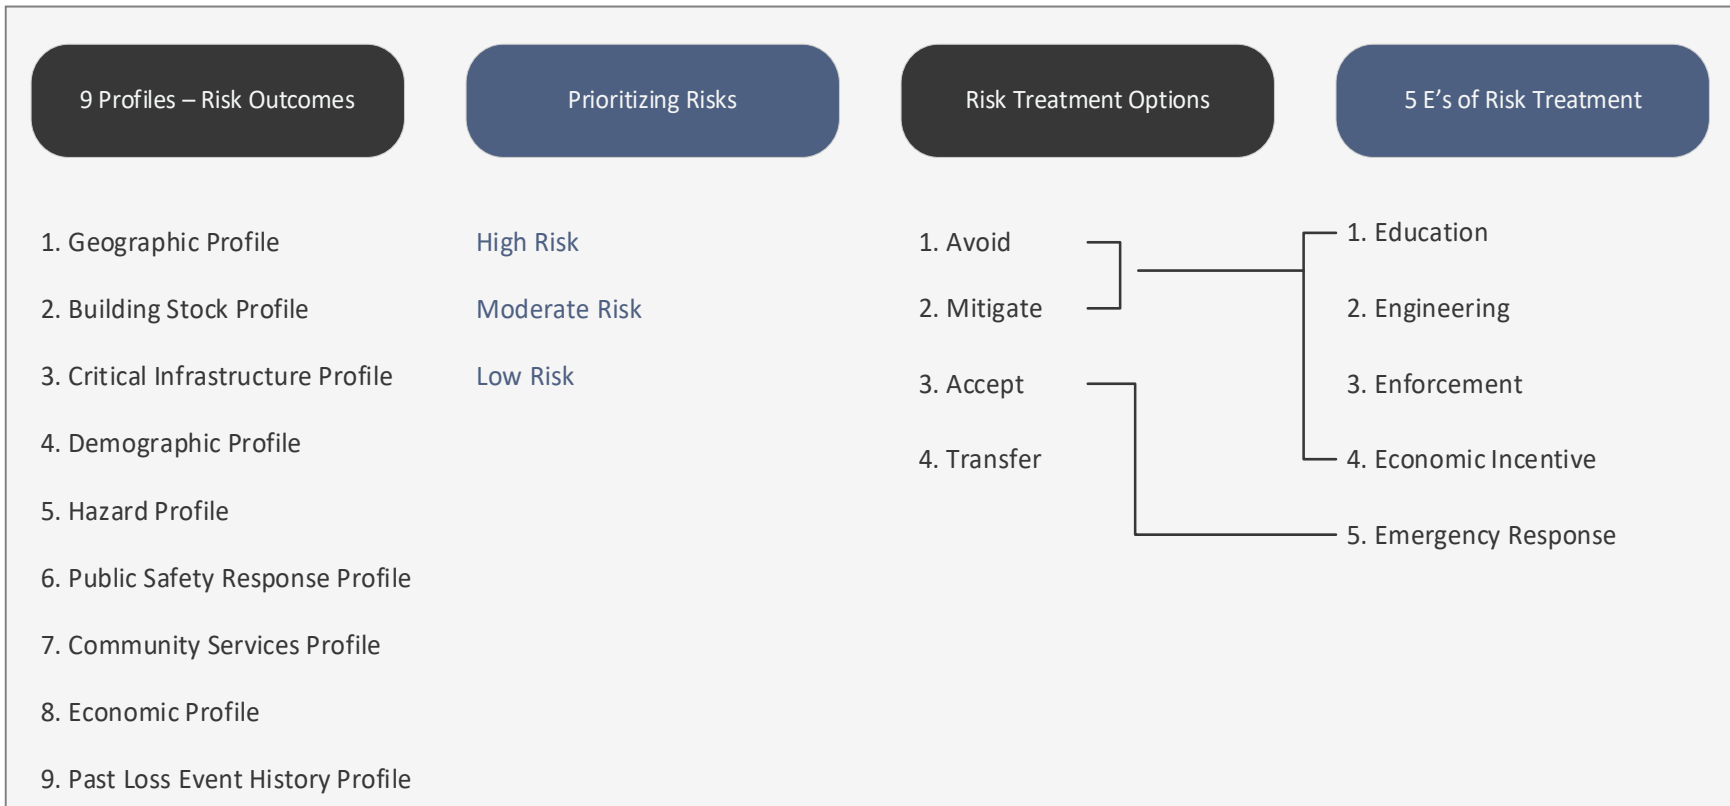 9 Profiles – Risk Outcomes
Prioritizing Risks
Risk Treatment Options
5 E’s of Risk Treatment
1. Geographic Profile
2. Building Stock Profile
3. Critical Infrastructure Profile
4. Demographic Profile
5. Hazard Profile
6. Public Safety Response Profile
7. Community Services Profile
8. Economic Profile
9. Past Loss Event History Profile
High Risk
Moderate Risk
Low Risk
1. Avoid
2. Mitigate
3. Accept
4. Transfer
1. Education
2. Engineering
3. Enforcement
4. Economic Incentive
5. Emergency Response